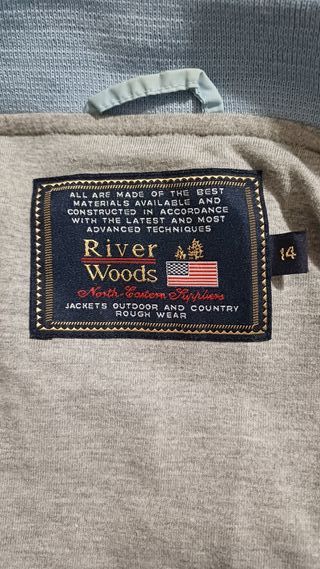 ALL ARE MADE OF THE BEST
MATERIALS AVAILABLE AND
CONSTRUCTED IN ACCORDANCE
WITH THE LATEST AND MOST
ADVANCED TECHNIQUES
River
Woods
North-Eastern Suppliers
JACKETS OUTDOOR AND COUNTRY
ROUGH WEAR
14